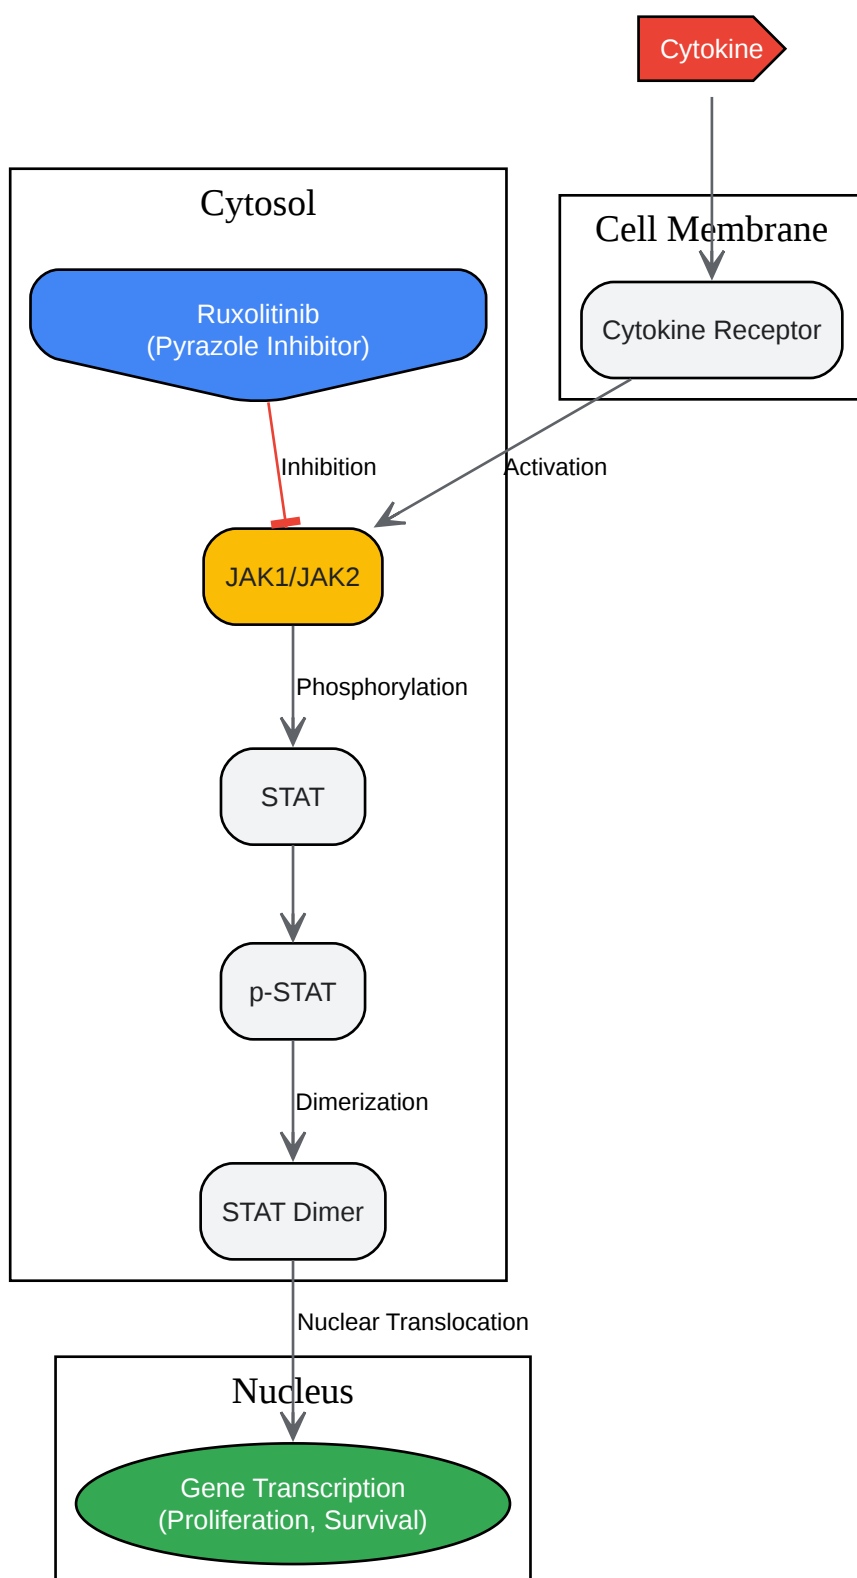 Cytokine
Cytosol
Cell Membrane
Ruxolitinib
(Pyrazole Inhibitor)
Cytokine Receptor
Inhibition
Activation
JAK1/JAK2
Phosphorylation
STAT
p-STAT
Dimerization
STAT Dimer
Nuclear Translocation
Nucleus
Gene Transcription
(Proliferation, Survival)